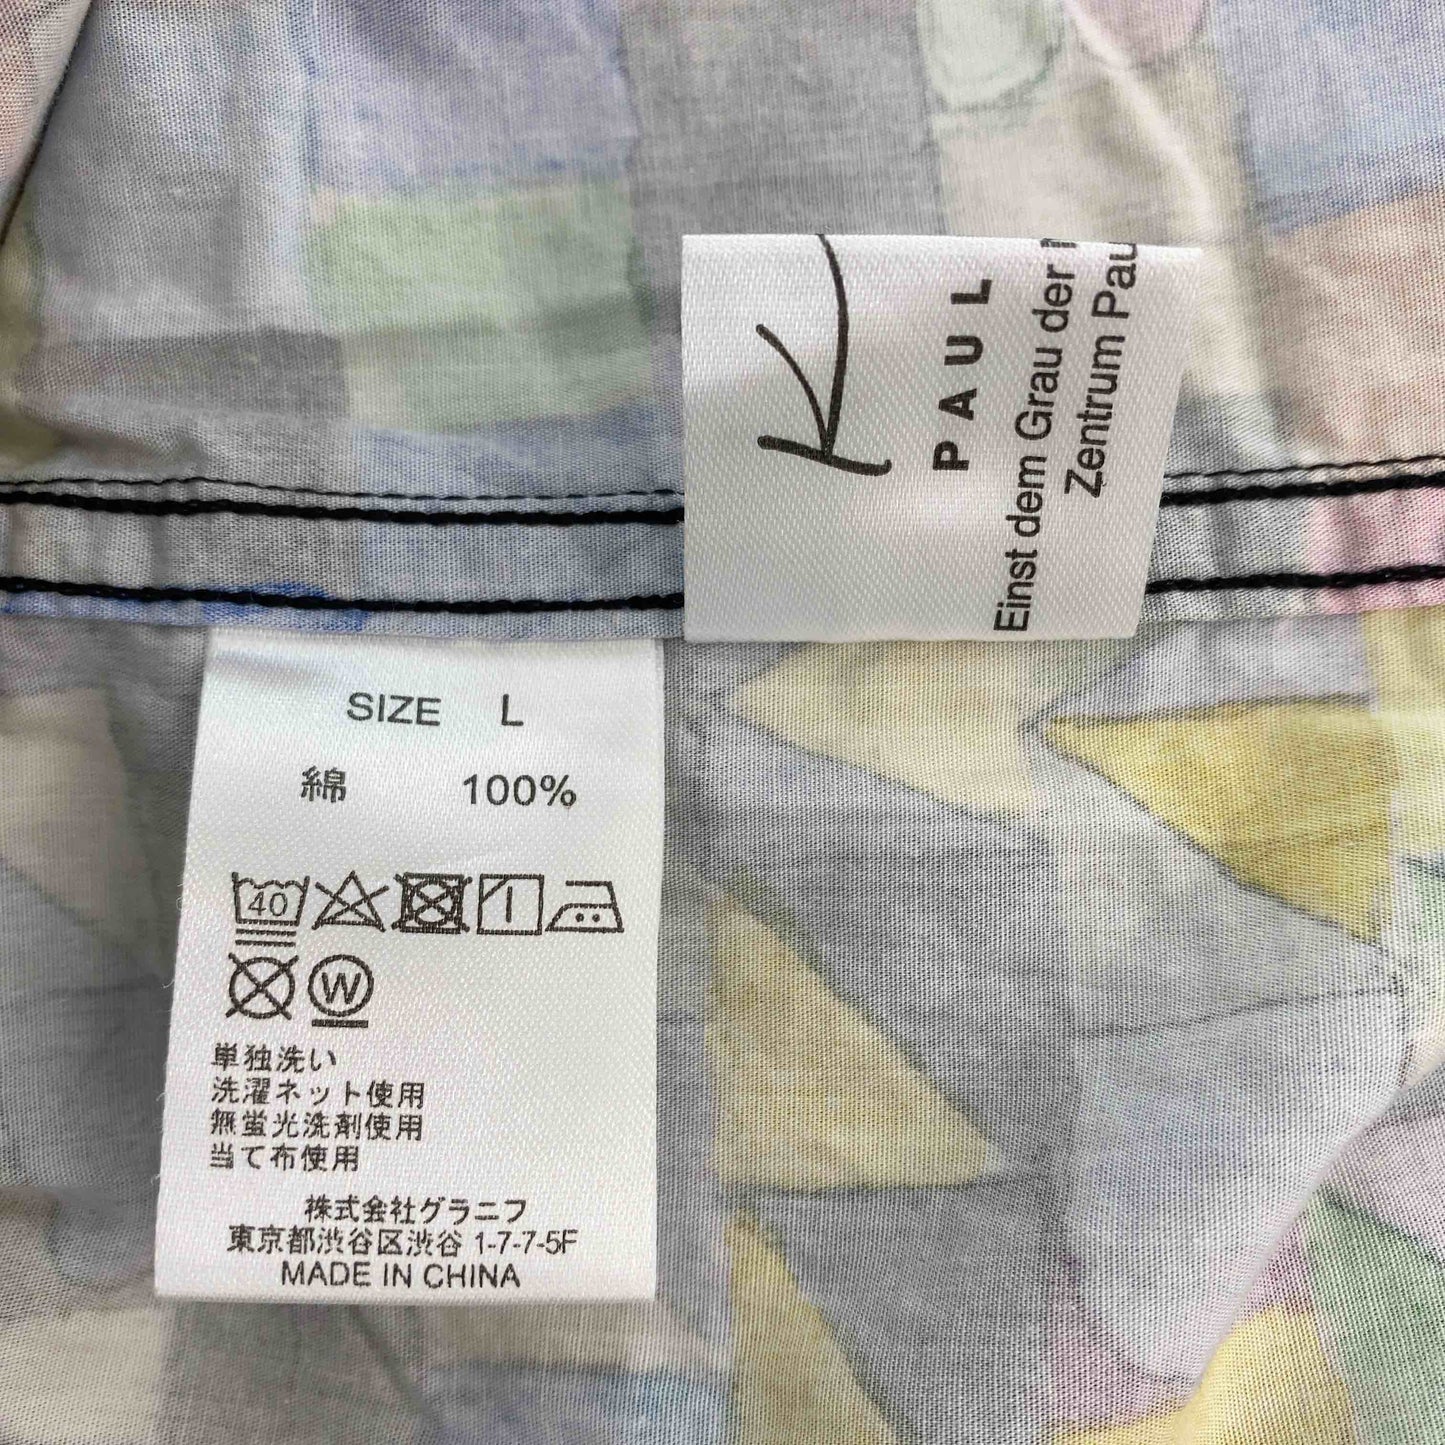 PAUL
Einst dem Grau der
Zentrum
SIZE L
綿 100%
40
W
単独洗い
洗濯ネット使用
無蛍光洗剤使用
当て布使用
株式会社グラニフ
東京都渋谷区渋谷 1-7-7-5F
MADE IN CHINA